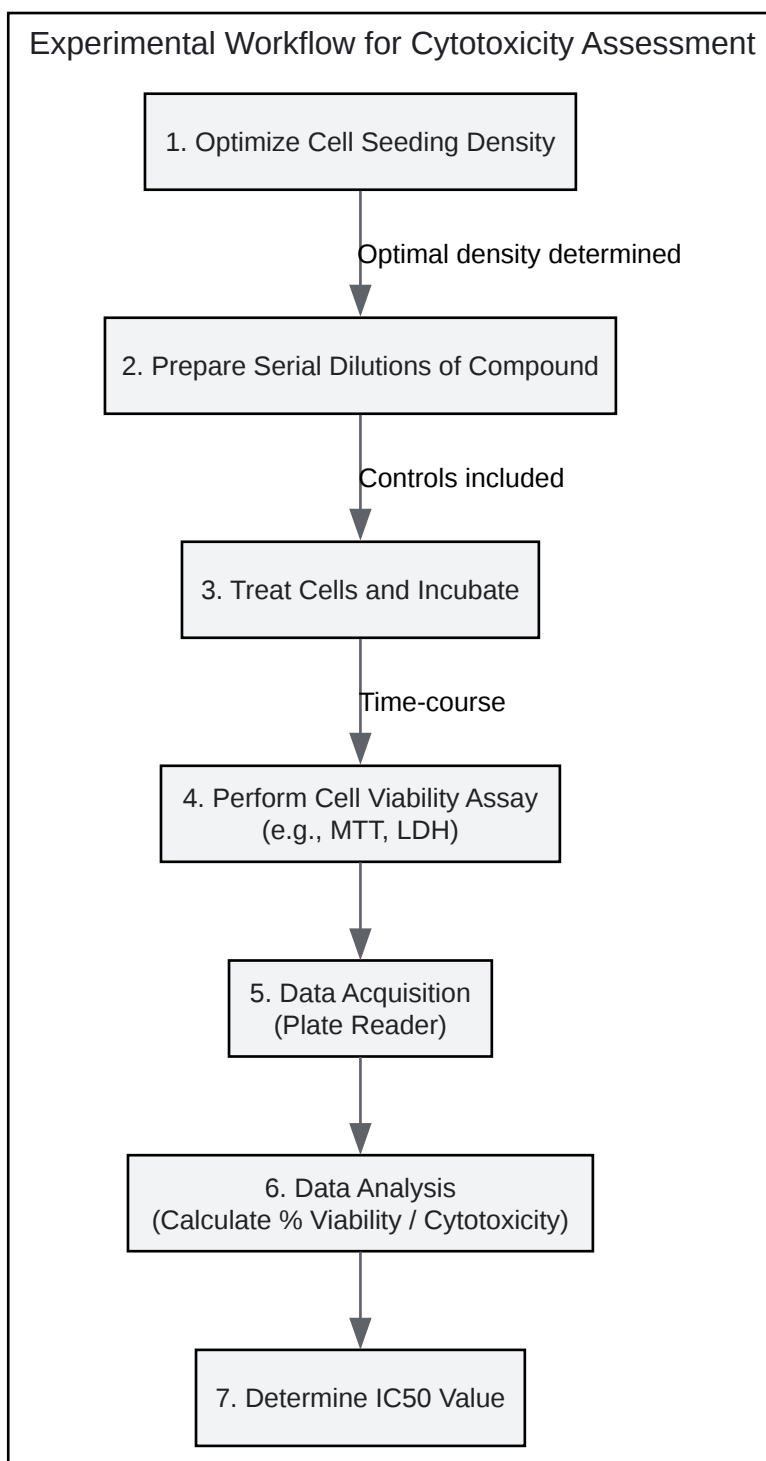 Experimental Workflow for Cytotoxicity Assessment
1. Optimize Cell Seeding Density
Optimal density determined
2. Prepare Serial Dilutions of Compound
Controls included
3. Treat Cells and Incubate
Time-course
4. Perform Cell Viability Assay
(e.g., MTT, LDH)
5. Data Acquisition
(Plate Reader)
6. Data Analysis
(Calculate % Viability / Cytotoxicity)
7. Determine IC50 Value